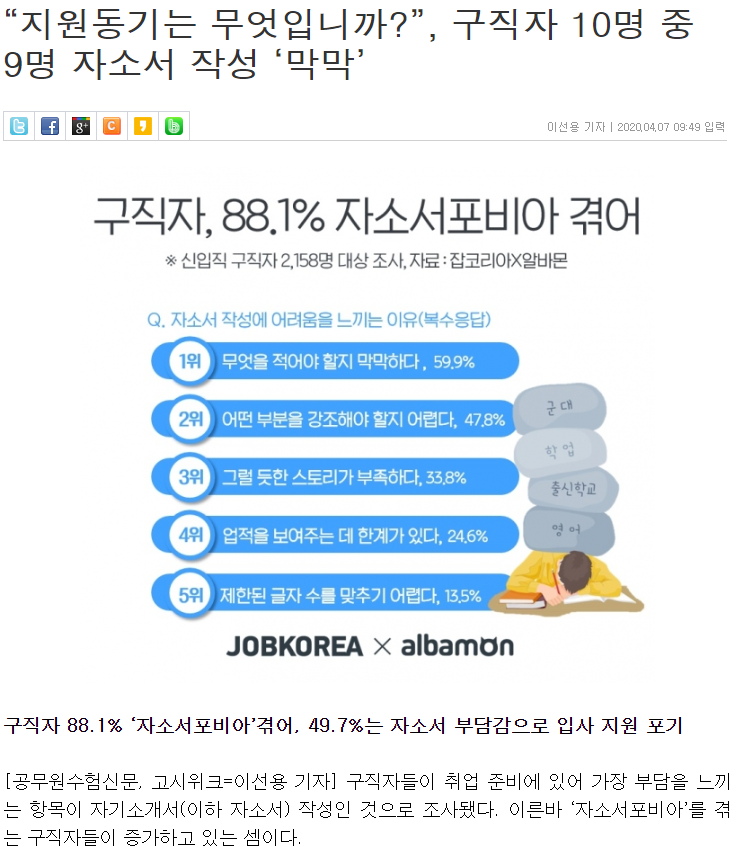 “지원동기는 무엇입니까?”, 구직자 10명 중
9명 자소서 작성 ‘막막’
이선용 기자 | 2020.04.07 09:49 입력
구직자, 88.1% 자소서포비아 겪어
※ 신입직 구직자 2,158명 대상 조사, 자료 : 잡코리아X알바몬
Q. 자소서 작성에 어려움을 느끼는 이유(복수응답)
1위 무엇을 적어야 할지 막막하다 , 59.9%
2위 어떤 부분을 강조해야 할지 어렵다, 47.8%
3위 그럴 듯한 스토리가 부족하다, 33.8%
4위 업적을 보여주는 데 한계가 있다, 24.6%
5위 제한된 글자 수를 맞추기 어렵다, 13.5%
군대
학업
출신학교
영어
JOBKOREA × albamon
구직자 88.1% ‘자소서포비아’겪어, 49.7%는 자소서 부담감으로 입사 지원 포기
[공무원수험신문, 고시위크=이선용 기자] 구직자들이 취업 준비에 있어 가장 부담을 느끼
는 항목이 자기소개서(이하 자소서) 작성인 것으로 조사됐다. 이른바 ‘자소서포비아’를 겪
는 구직자들이 증가하고 있는 셈이다.